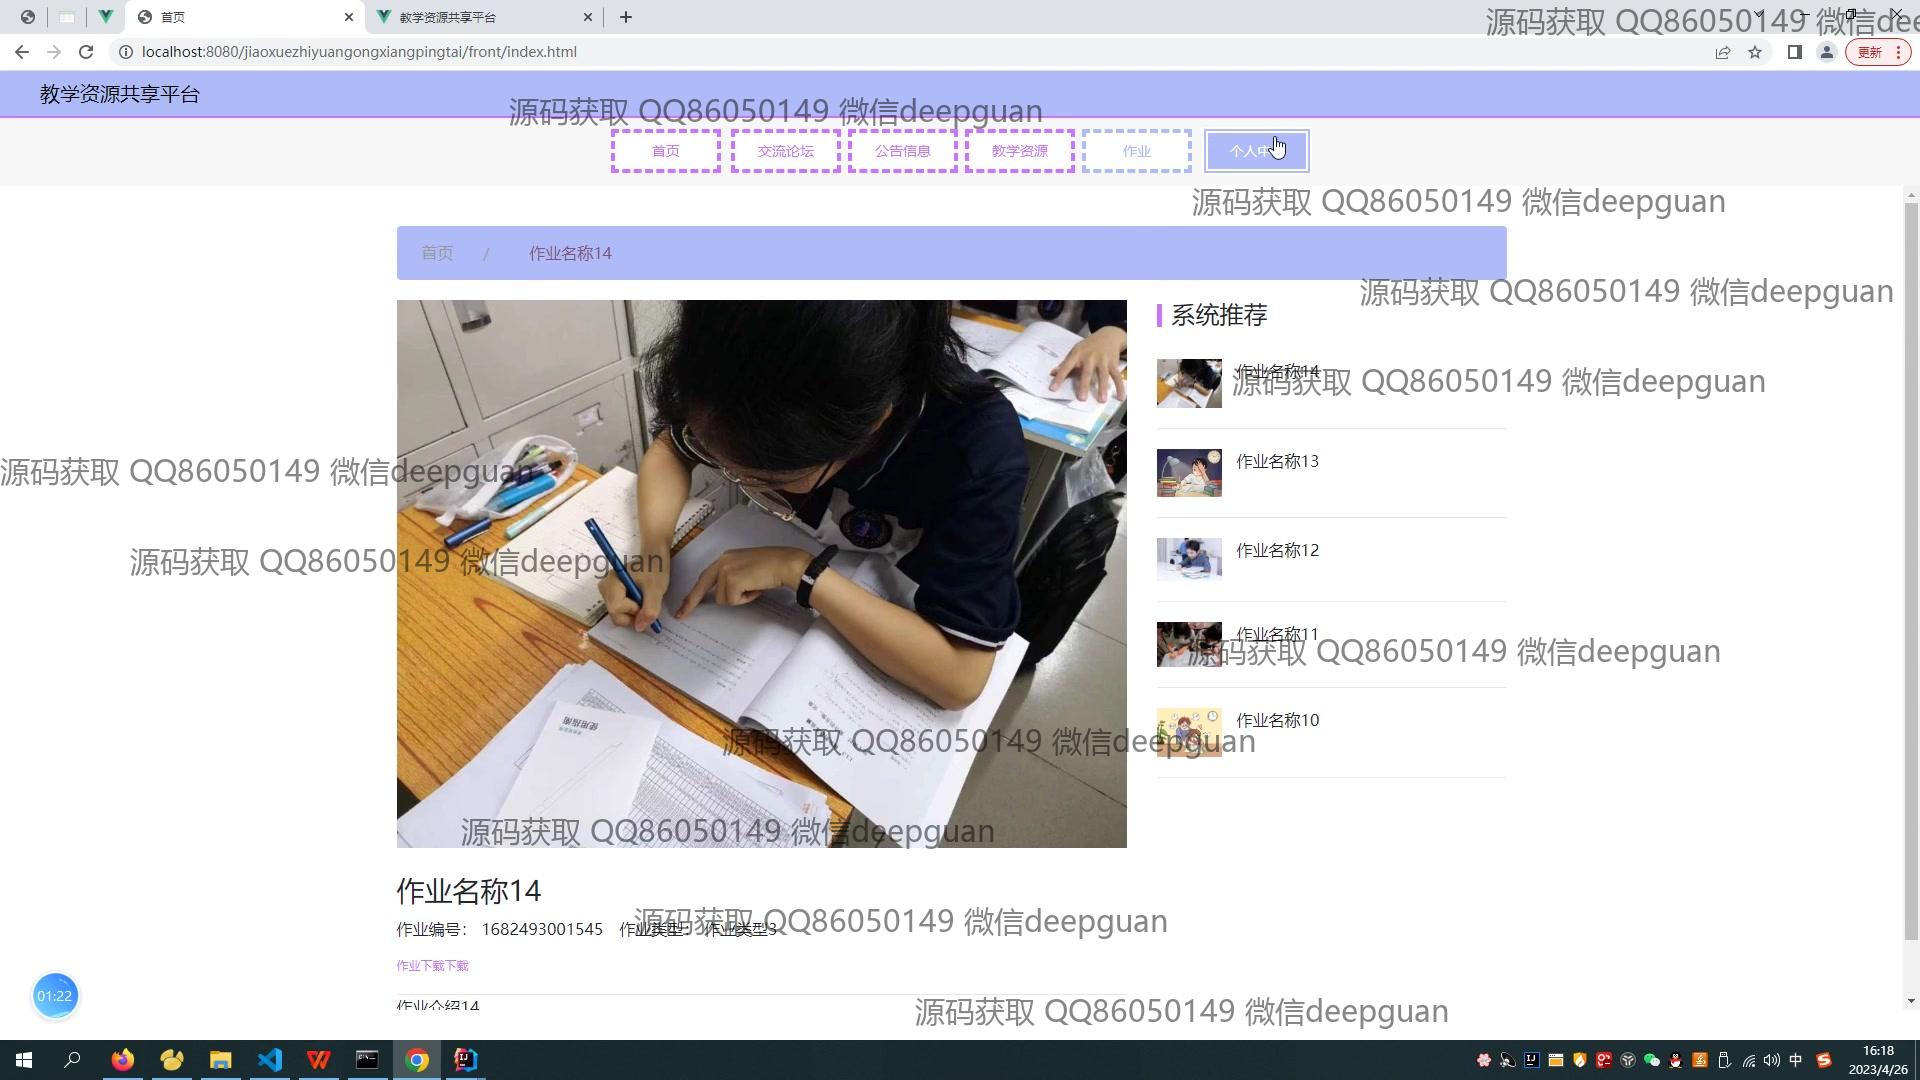 首页
教学资源共享平台
源码获取 QQ86050149 微信dee
localhost:8080/jiaoxuezhiyuangongxiangpingtai/front/index.html
更新
教学资源共享平台
源码获取 QQ86050149 微信deepguan
首页
交流论坛
公告信息
教学资源
作业
个人中
源码获取 QQ86050149 微信deepguan
首页 / 作业名称14
源码获取 QQ86050149 微信deepguan
系统推荐
作业名称14
源码获取 QQ86050149 微信deepguan
作业名称13
源码获取 QQ86050149 微信deepguan
作业名称12
源码获取 QQ86050149 微信deepguan
作业名称11
源码获取 QQ86050149 微信deepguan
使用指南
作业名称10
源码获取 QQ86050149 微信deepguan
源码获取 QQ86050149 微信deepguan
作业名称14
源码获取 QQ86050149 微信deepguan
作业编号： 1682493001545 作业类型： 作业类型3
作业下载下载
01:22
作业介绍14
源码获取 QQ86050149 微信deepguan
中
16:18
2023/4/26